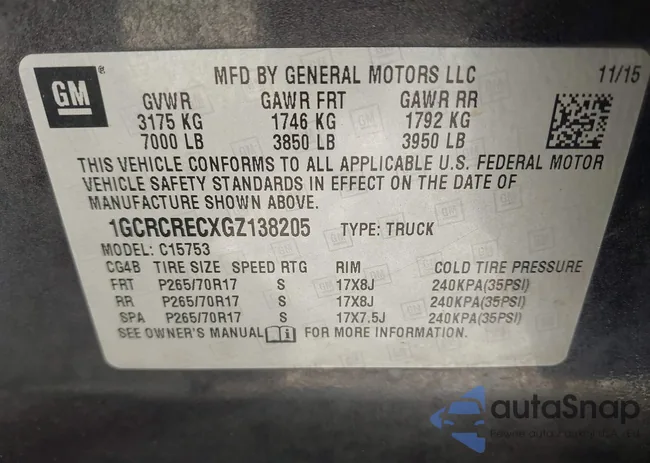 GM
MFD BY GENERAL MOTORS LLC 11/15
GVWR GAWR FRT GAWR RR
3175 KG 1746 KG 1792 KG
7000 LB 3850 LB 3950 LB
THIS VEHICLE CONFORMS TO ALL APPLICABLE U.S. FEDERAL MOTOR
VEHICLE SAFETY STANDARDS IN EFFECT ON THE DATE OF
MANUFACTURE SHOWN ABOVE.
1GCRCRECXGZ138205 TYPE: TRUCK
MODEL: C15753
CG4B TIRE SIZE SPEED RTG RIM COLD TIRE PRESSURE
FRT P265/70R17 S 17X8J 240KPA(35PSI)
RR P265/70R17 S 17X8J 240KPA(35PSI)
SPA P265/70R17 S 17X7.5J 240KPA(35PSI)
SEE OWNER'S MANUAL FOR MORE INFORMATION.
autaSnap